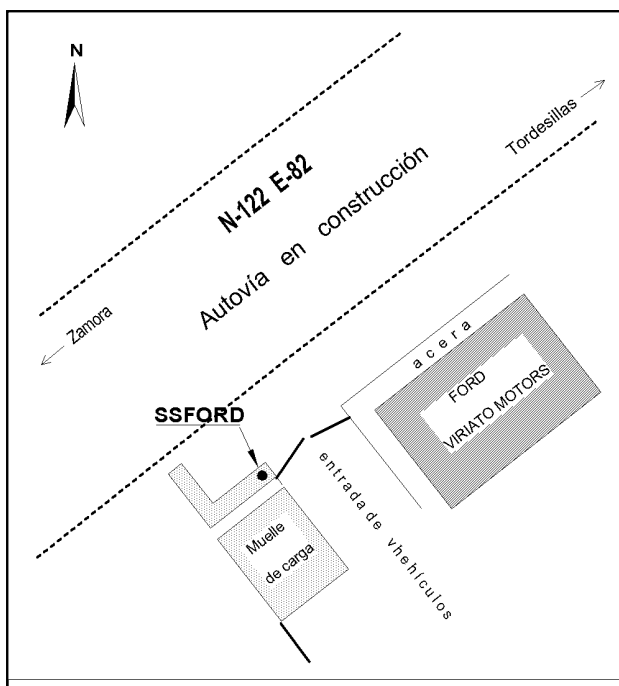 N
Tordesillas
N-122 E-82
Autovía en construcción
Zamora
acera
FORD
VIRIATO MOTORS
SSFORD
entrada de vhehículos
Muelle
de carga